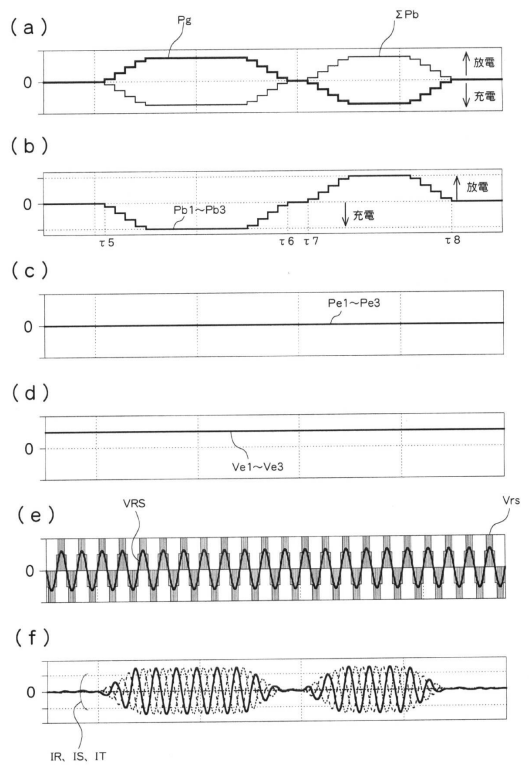 (a)
Pg
ΣPb
0
放電
充電
(b)
0
Pb1~Pb3
放電
充電
τ5
τ6
τ7
τ8
(c)
0
Pe1~Pe3
(d)
0
Ve1~Ve3
(e)
VRS
Vrs
0
(f)
0
IR、IS、IT